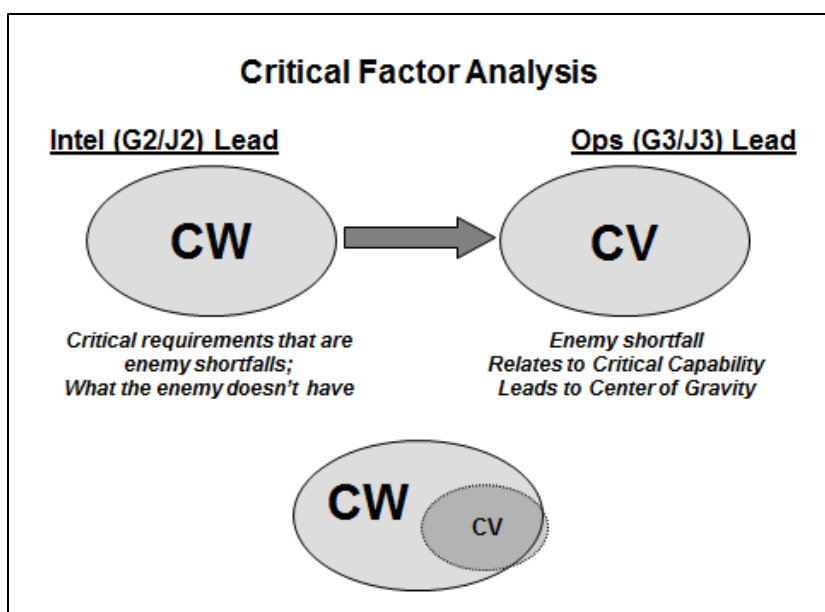 Critical Factor Analysis
Intel (G2/J2) Lead
Ops (G3/J3) Lead
CW
CV
Critical requirements that are
enemy shortfalls;
What the enemy doesn't have
Enemy shortfall
Relates to Critical Capability
Leads to Center of Gravity
CW
CV